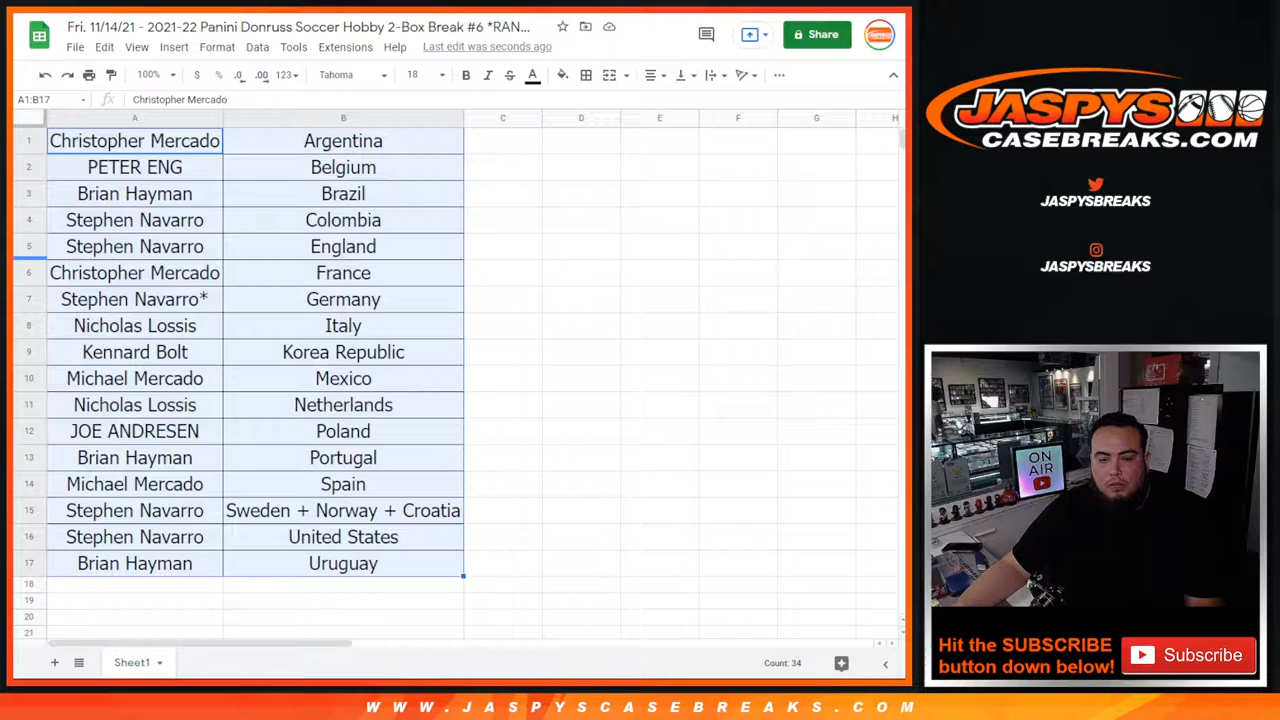 Fri. 11/14/21 - 2021-22 Panini Donruss Soccer Hobby 2-Box Break #6 *RAN...
File Edit View Insert Format Data Tools Extensions Help Last edit was seconds ago
Share
100% $ % .0 .00 123 Tahoma 18 B I S A
A1:B17 fx Christopher Mercado
A B C D E F G H
1 Christopher Mercado Argentina
2 PETER ENG Belgium
3 Brian Hayman Brazil
4 Stephen Navarro Colombia
5 Stephen Navarro England
6 Christopher Mercado France
7 Stephen Navarro* Germany
8 Nicholas Lossis Italy
9 Kennard Bolt Korea Republic
10 Michael Mercado Mexico
11 Nicholas Lossis Netherlands
12 JOE ANDRESEN Poland
13 Brian Hayman Portugal
14 Michael Mercado Spain
15 Stephen Navarro Sweden + Norway + Croatia
16 Stephen Navarro United States
17 Brian Hayman Uruguay
18
19
20
21
Sheet1
Count: 34
JASPYS
CASEBREAKS.COM
JASPYSBREAKS
JASPYSBREAKS
ON
AIR
Hit the SUBSCRIBE
button down below!
Subscribe
WWW.JASPYSCASEBREAKS.COM